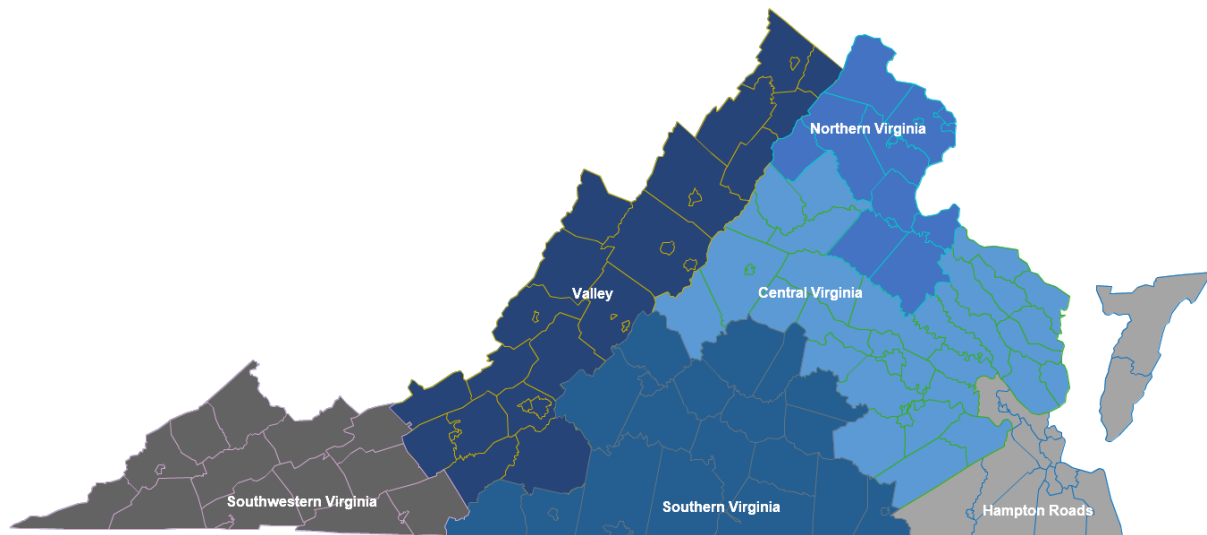 Northern Virginia
Valley
Central Virginia
Southwestern Virginia
Southern Virginia
Hampton Roads